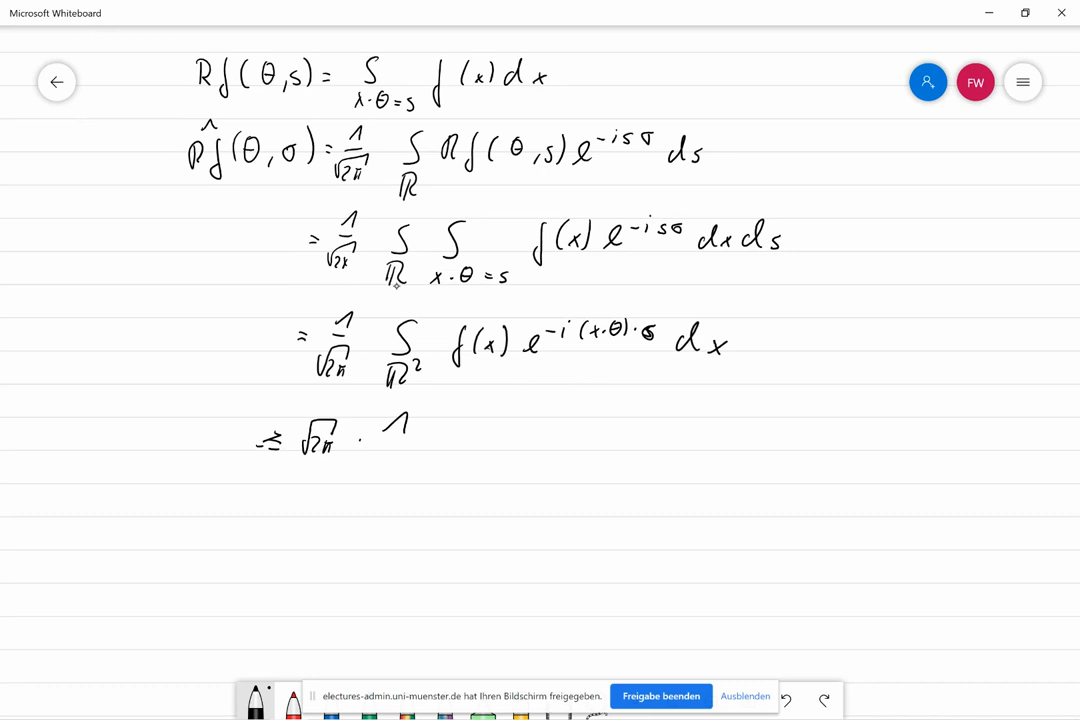 Microsoft Whiteboard
Rf(θ,s) = ∫_{x·θ=s} f(x) dx
FW
R̂f(θ,σ) = 1/√2π ∫_ℝ Rf(θ,s) e^{-isσ} ds
= 1/√2π ∫_ℝ ∫_{x·θ=s} f(x) e^{-isσ} dx ds
= 1/√2π ∫_{ℝ²} f(x) e^{-i(x·θ)·σ} dx
= √2π · 1
electures-admin.uni-muenster.de hat Ihren Bildschirm freigegeben. Freigabe beenden Ausblenden